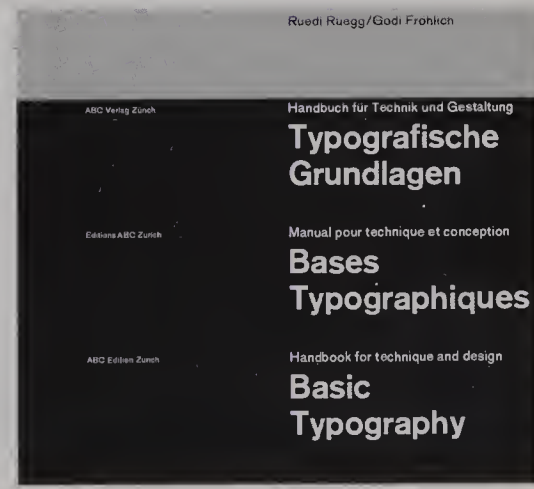 Ruedi Ruegg/Godi Frohlich
ABC Verlag Zürich
Handbuch für Technik und Gestaltung
Typografische
Grundlagen
Editions ABC Zurich
Manual pour technique et conception
Bases
Typographiques
ABC Edition Zurich
Handbook for technique and design
Basic
Typography